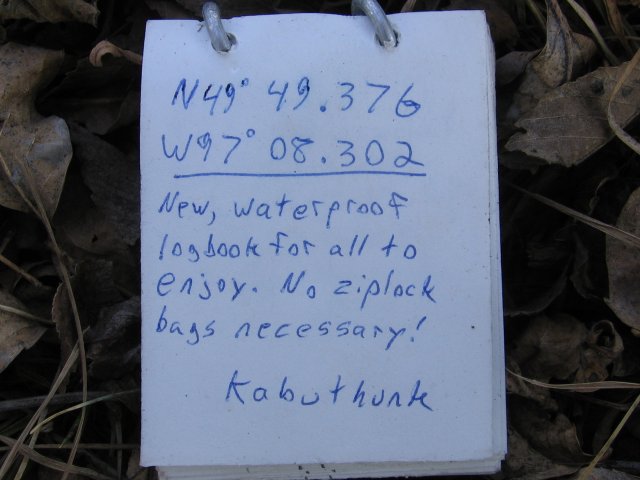 N49° 49.376
W97° 08.302
New, waterproof
logbook for all to
enjoy. No ziplock
bags necessary!
Kabuthunk